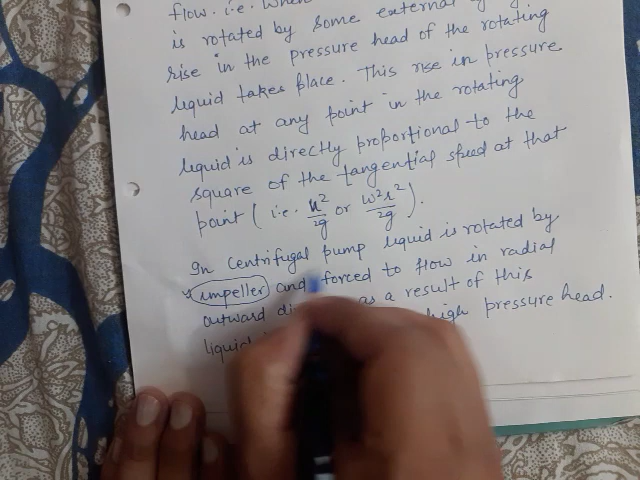 flow. i.e. when
is rotated by some external
rise in the pressure head of the rotating
liquid takes place. This rise in pressure
head at any point in the rotating
liquid is directly proportional to the
square of the tangential speed at that
point (i.e. u²/2g or ω²r²/2g).
In Centrifugal pump liquid is rotated by
impeller and forced to flow in radial
outward as a result of this
liquid high pressure head.